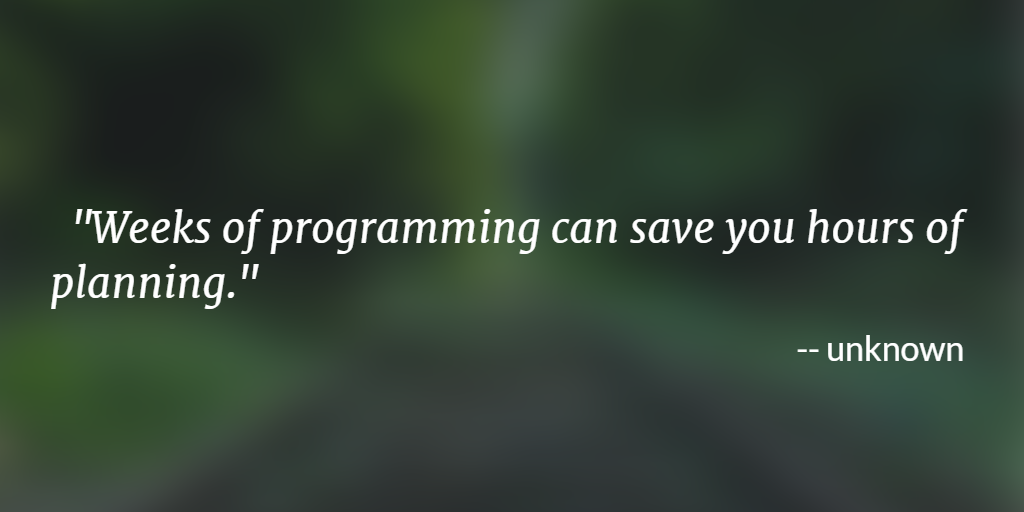 "Weeks of programming can save you hours of
planning."
-- unknown